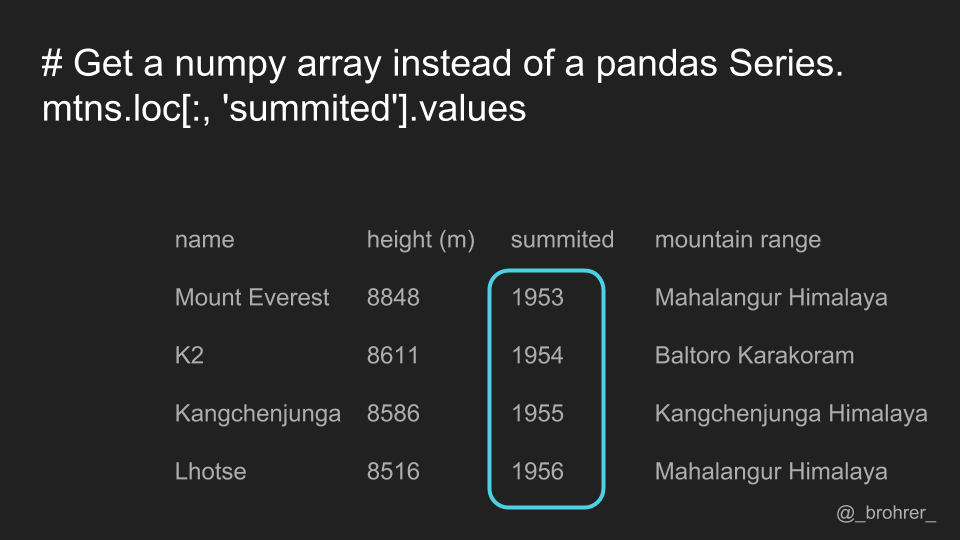 # Get a numpy array instead of a pandas Series.
mtns.loc[:, 'summited'].values
name height (m) summited mountain range
Mount Everest 8848 1953 Mahalangur Himalaya
K2 8611 1954 Baltoro Karakoram
Kangchenjunga 8586 1955 Kangchenjunga Himalaya
Lhotse 8516 1956 Mahalangur Himalaya
@_brohrer_